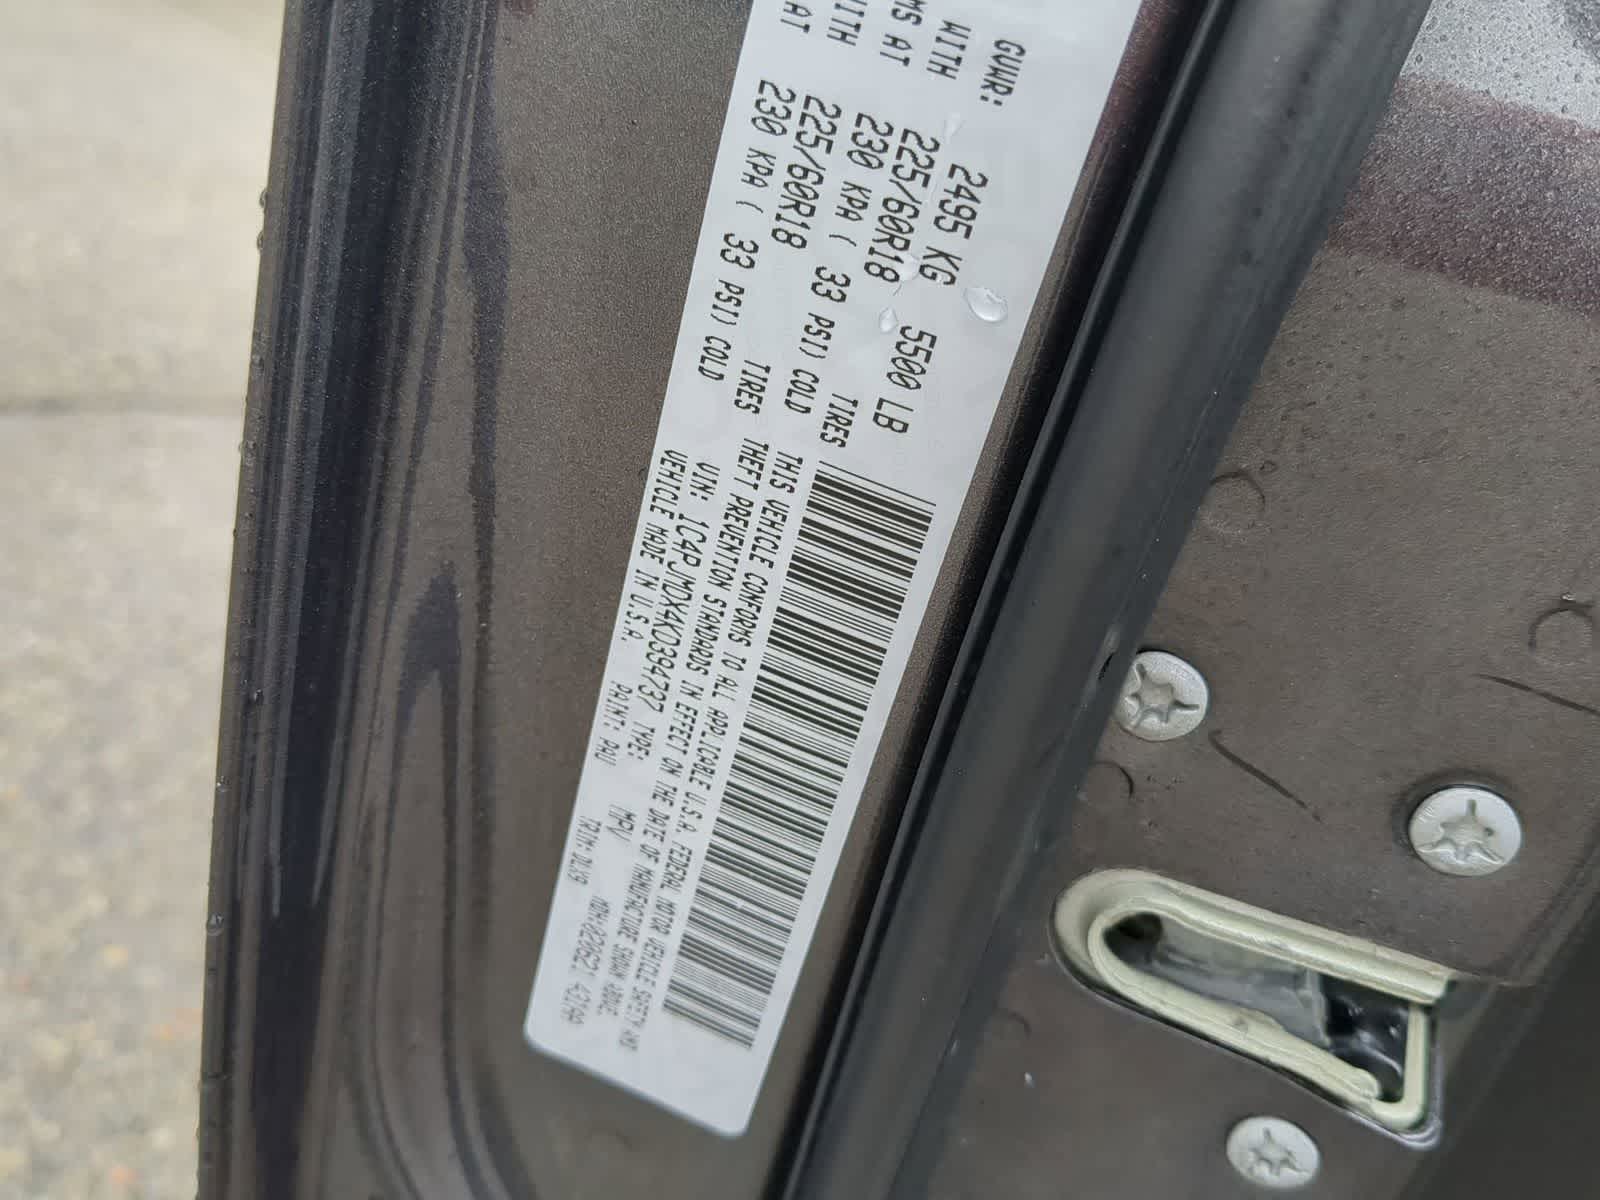 GVWR: 2495 KG 5500 LB
WITH 225/60R18 TIRES
AT 230 KPA ( 33 PSI) COLD
WITH 225/60R18 TIRES
AT 230 KPA ( 33 PSI) COLD
THIS VEHICLE CONFORMS TO ALL APPLICABLE U.S.A. FEDERAL MOTOR VEHICLE SAFETY AND
THEFT PREVENTION STANDARDS IN EFFECT ON THE DATE OF MANUFACTURE SHOWN ABOVE.
VIN: 1C4PJMDX4KD394737 TYPE: MPV
VEHICLE MADE IN U.S.A. PAINT: PAU TRIM: DLX9